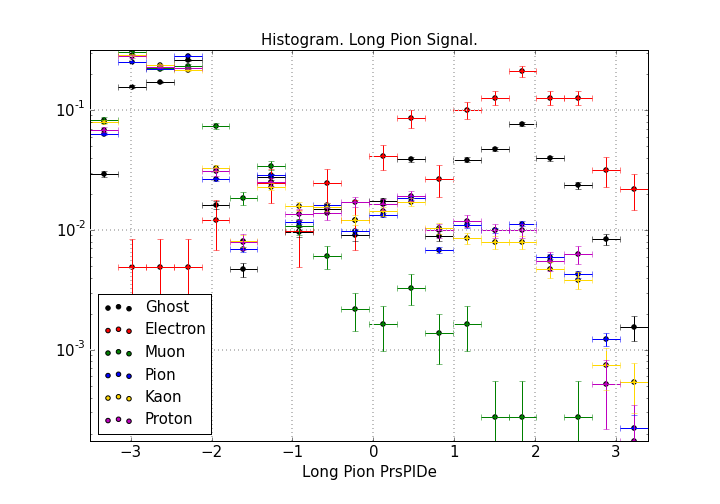 Histogram. Long Pion Signal.
10^-1
10^-2
10^-3
Ghost
Electron
Muon
Pion
Kaon
Proton
−3 −2 −1 0 1 2 3
Long Pion PrsPIDe